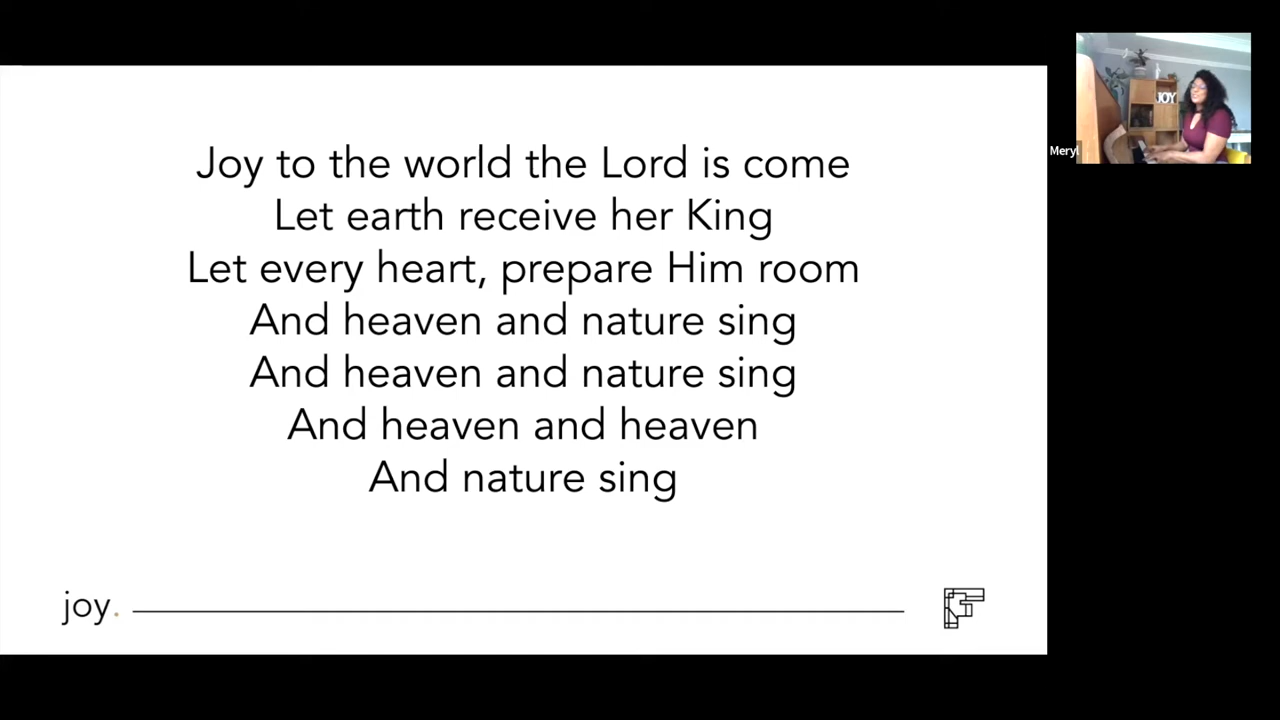 Joy to the world the Lord is come
Let earth receive her King
Let every heart, prepare Him room
And heaven and nature sing
And heaven and nature sing
And heaven and heaven
And nature sing
joy.
JOY
Meryl